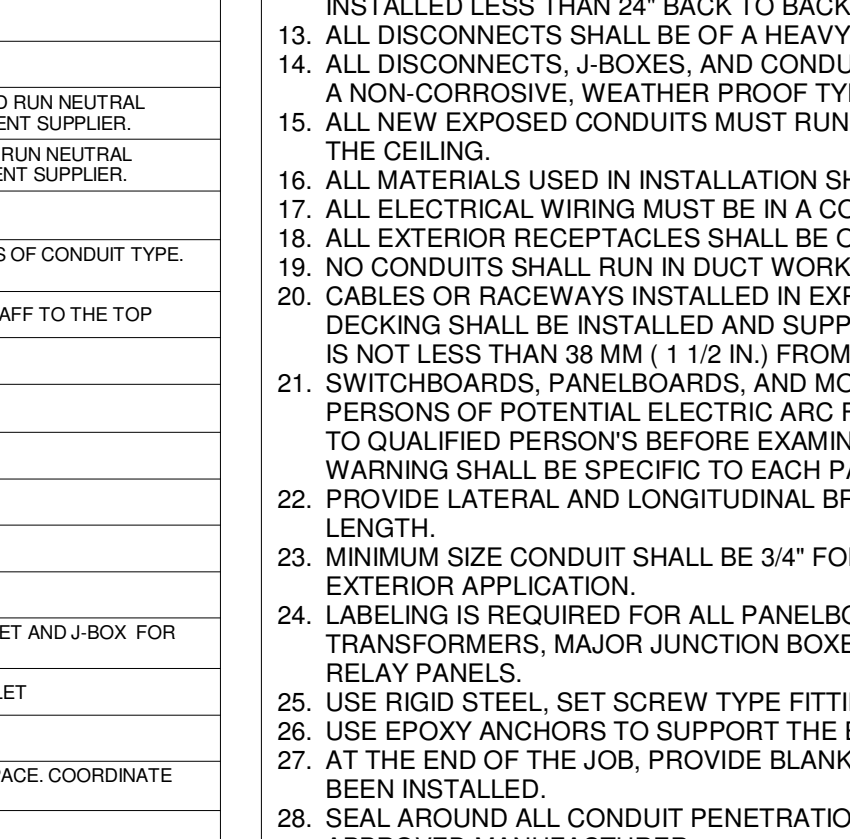 D RUN NEUTRAL
ENT SUPPLIER.
RUN NEUTRAL
ENT SUPPLIER.
S OF CONDUIT TYPE.
AFF TO THE TOP
ET AND J-BOX FOR
LET
PACE. COORDINATE
INSTALLED LESS THAN 24" BACK TO BACK
13. ALL DISCONNECTS SHALL BE OF A HEAVY
14. ALL DISCONNECTS, J-BOXES, AND CONDU
A NON-CORROSIVE, WEATHER PROOF TY
15. ALL NEW EXPOSED CONDUITS MUST RUN
THE CEILING.
16. ALL MATERIALS USED IN INSTALLATION SH
17. ALL ELECTRICAL WIRING MUST BE IN A CO
18. ALL EXTERIOR RECEPTACLES SHALL BE
19. NO CONDUITS SHALL RUN IN DUCT WORK
20. CABLES OR RACEWAYS INSTALLED IN EX
DECKING SHALL BE INSTALLED AND SUPP
IS NOT LESS THAN 38 MM ( 1 1/2 IN.) FROM
21. SWITCHBOARDS, PANELBOARDS, AND MO
PERSONS OF POTENTIAL ELECTRIC ARC
TO QUALIFIED PERSON'S BEFORE EXAMIN
WARNING SHALL BE SPECIFIC TO EACH PA
22. PROVIDE LATERAL AND LONGITUDINAL BR
LENGTH.
23. MINIMUM SIZE CONDUIT SHALL BE 3/4" FO
EXTERIOR APPLICATION.
24. LABELING IS REQUIRED FOR ALL PANELBO
TRANSFORMERS, MAJOR JUNCTION BOXE
RELAY PANELS.
25. USE RIGID STEEL, SET SCREW TYPE FITTI
26. USE EPOXY ANCHORS TO SUPPORT THE
27. AT THE END OF THE JOB, PROVIDE BLANK
BEEN INSTALLED.
28. SEAL AROUND ALL CONDUIT PENETRATIO